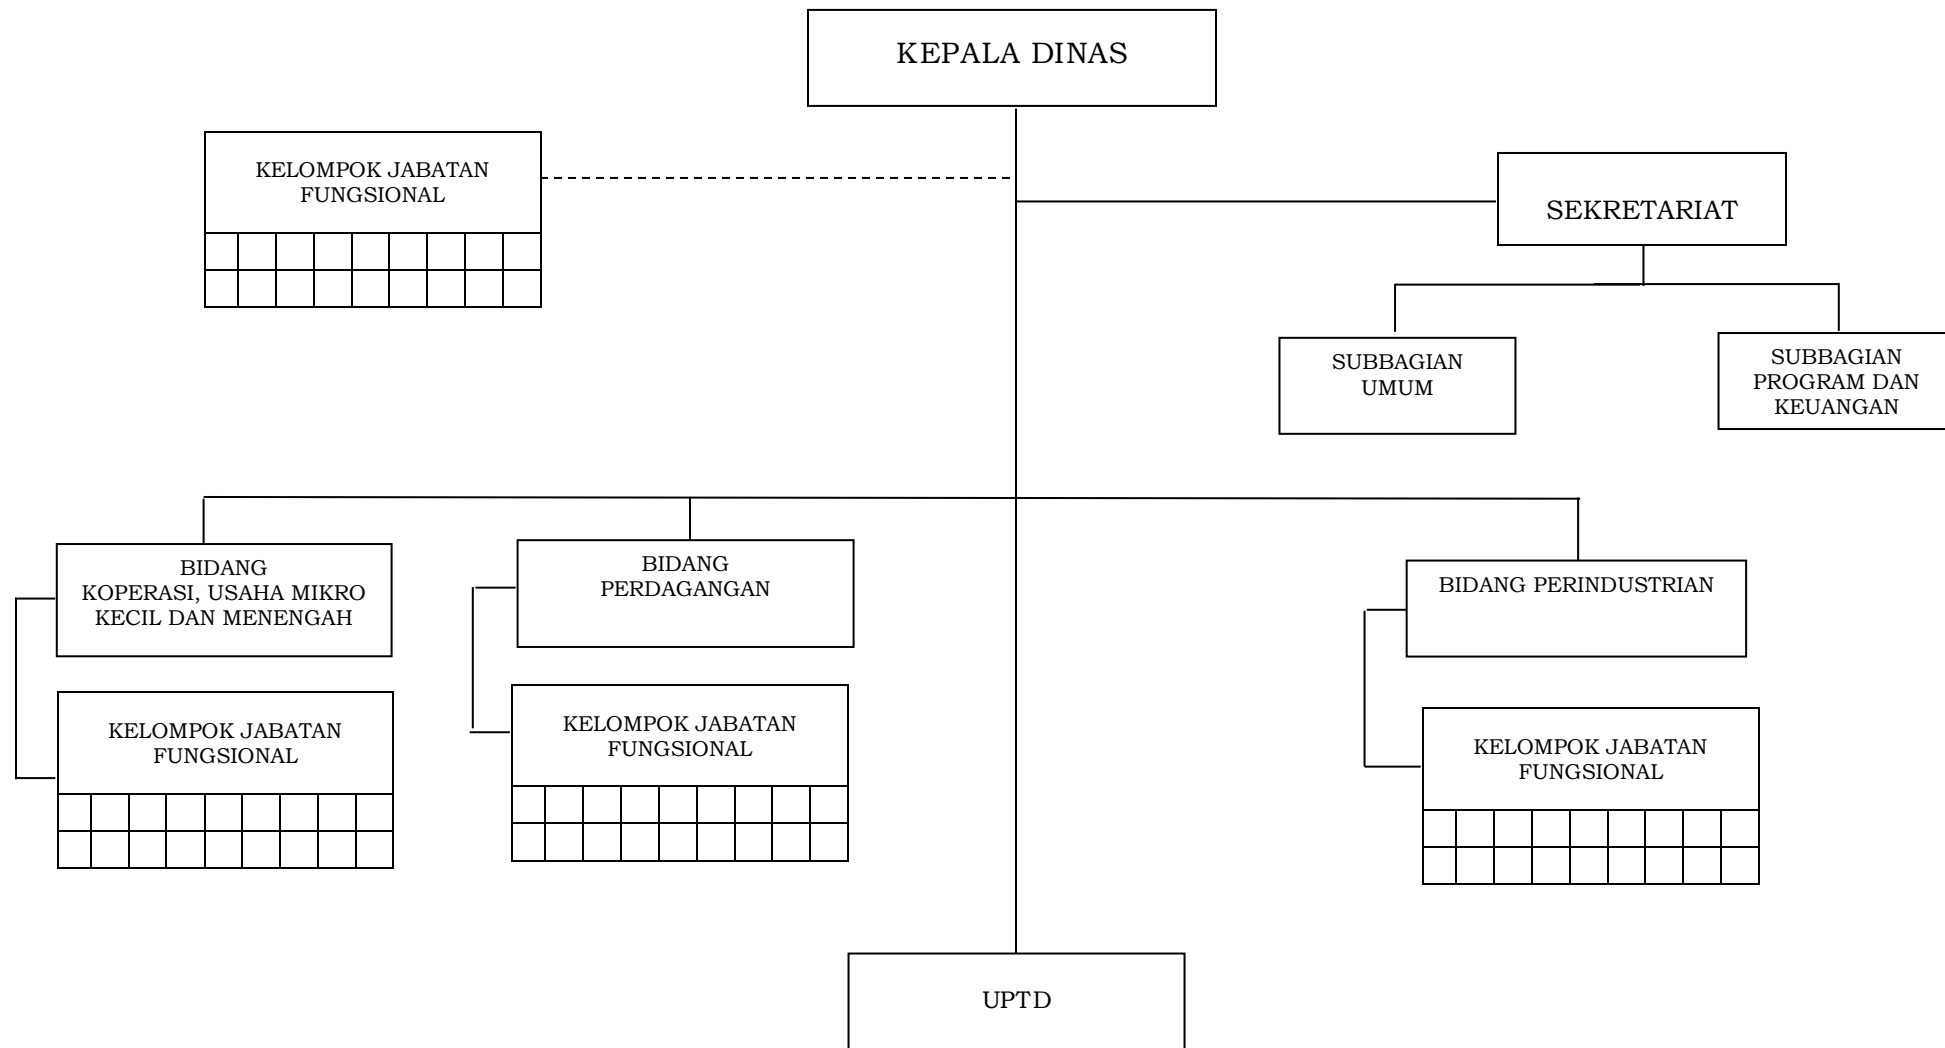 KEPALA DINAS
KELOMPOK JABATAN
FUNGSIONAL
SEKRETARIAT
SUBBAGIAN
UMUM
SUBBAGIAN
PROGRAM DAN
KEUANGAN
BIDANG
KOPERASI, USAHA MIKRO
KECIL DAN MENENGAH
BIDANG
PERDAGANGAN
BIDANG PERINDUSTRIAN
KELOMPOK JABATAN
FUNGSIONAL
KELOMPOK JABATAN
FUNGSIONAL
KELOMPOK JABATAN
FUNGSIONAL
UPTD